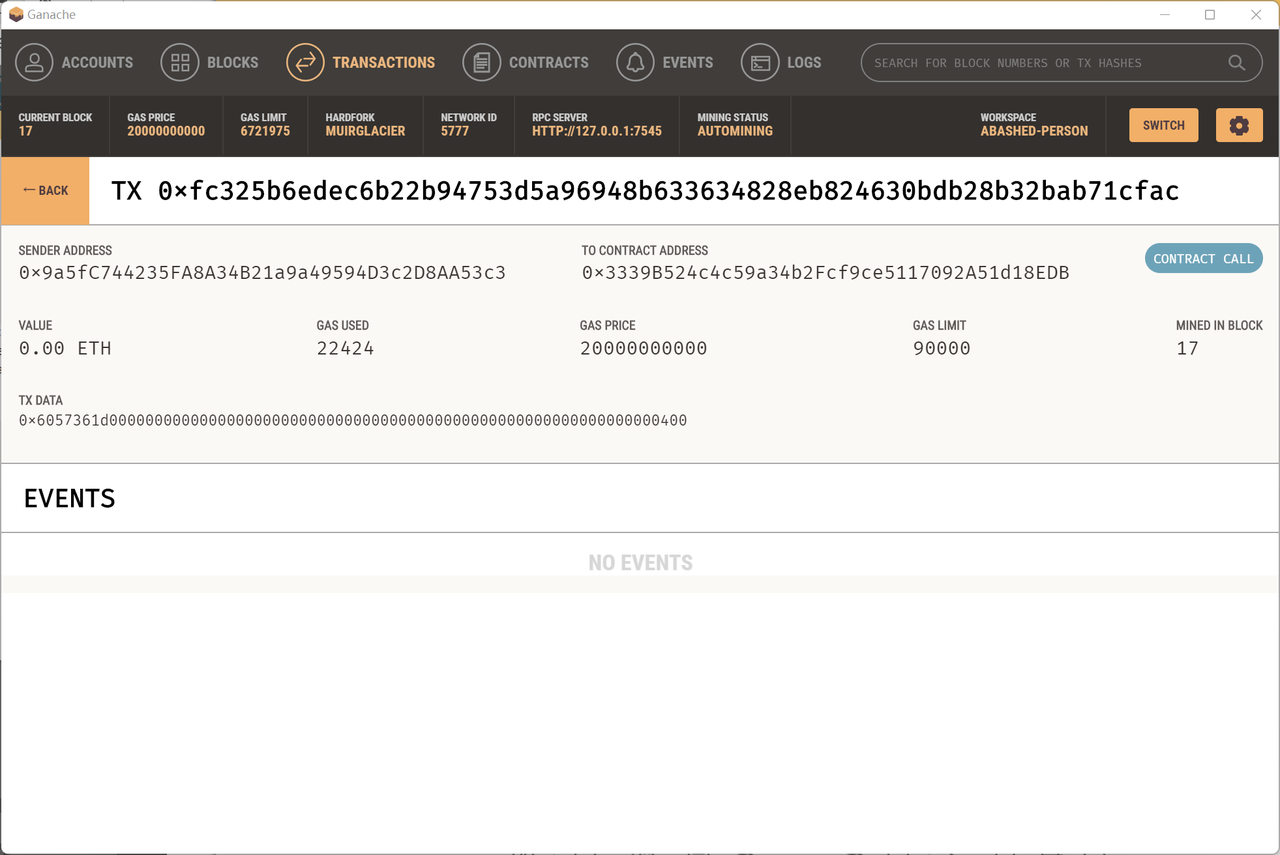 Ganache
ACCOUNTS BLOCKS TRANSACTIONS CONTRACTS EVENTS LOGS SEARCH FOR BLOCK NUMBERS OR TX HASHES
CURRENT BLOCK GAS PRICE GAS LIMIT HARDFORK NETWORK ID RPC SERVER MINING STATUS WORKSPACE SWITCH
17 20000000000 6721975 MUIRGLACIER 5777 HTTP://127.0.0.1:7545 AUTOMINING ABASHED-PERSON
← BACK TX 0×fc325b6edec6b22b94753d5a96948b633634828eb824630bdb28b32bab71cfac
SENDER ADDRESS TO CONTRACT ADDRESS
0×9a5fC744235FA8A34B21a9a49594D3c2D8AA53c3 0×3339B524c4c59a34b2Fcf9ce5117092A51d18EDB CONTRACT CALL
VALUE GAS USED GAS PRICE GAS LIMIT MINED IN BLOCK
0.00 ETH 22424 20000000000 90000 17
TX DATA
0×6057361d0000000000000000000000000000000000000000000000000000000000000400
EVENTS
NO EVENTS